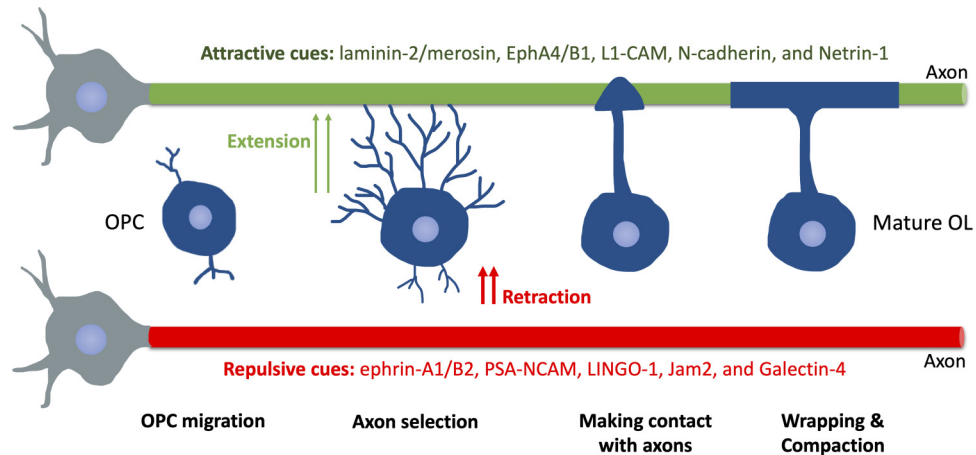 Attractive cues: laminin-2/merosin, EphA4/B1, L1-CAM, N-cadherin, and Netrin-1
Axon
Extension
OPC
Mature OL
Retraction
Axon
Repulsive cues: ephrin-A1/B2, PSA-NCAM, LINGO-1, Jam2, and Galectin-4
OPC migration
Axon selection
Making contact
with axons
Wrapping &
Compaction